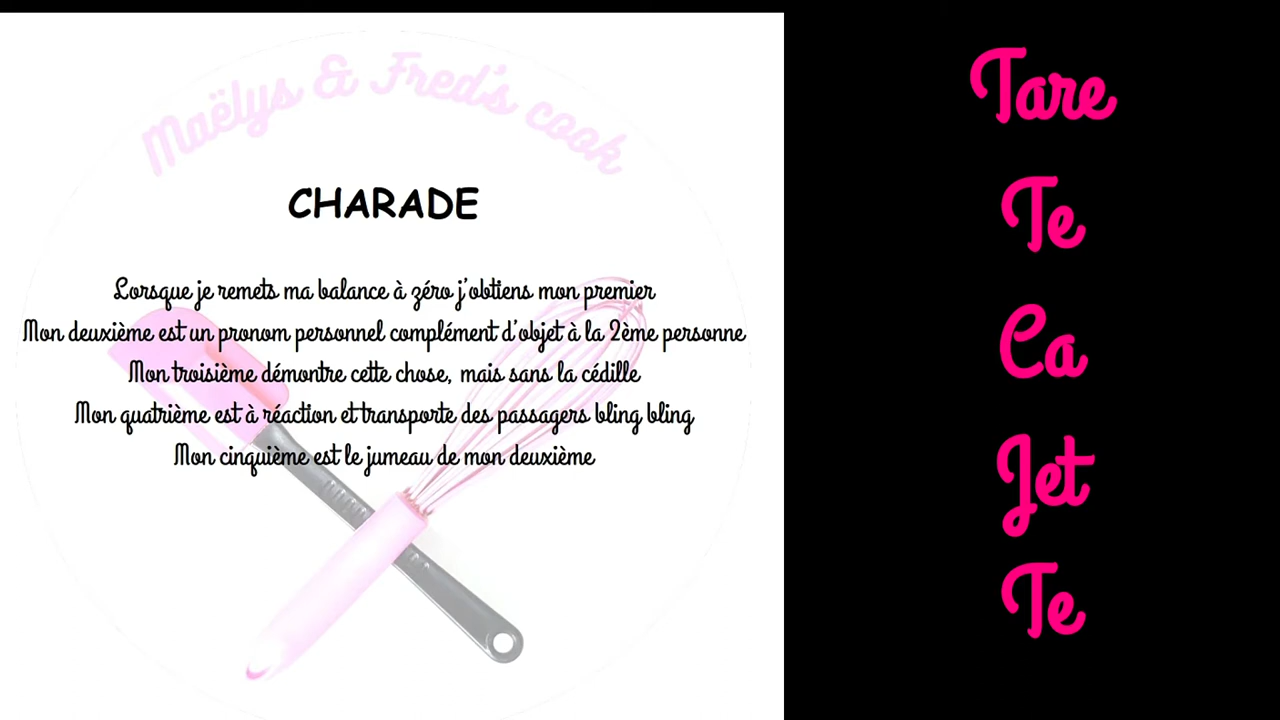 Maëlys & Fred's cook
CHARADE
Lorsque je remets ma balance à zéro j'obtiens mon premier
Mon deuxième est un pronom personnel complément d'objet à la 2ème personne
Mon troisième démontre cette chose, mais sans la cédille
Mon quatrième est à réaction et transporte des passagers bling bling
Mon cinquième est le jumeau de mon deuxième
Tare
Te
Ca
Jet
Te